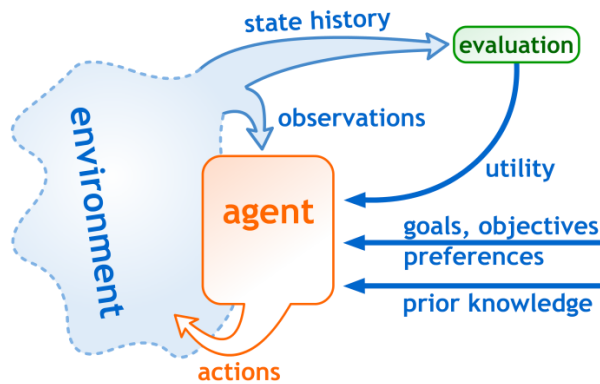 state history
evaluation
observations
environment
utility
agent
goals, objectives
preferences
prior knowledge
actions